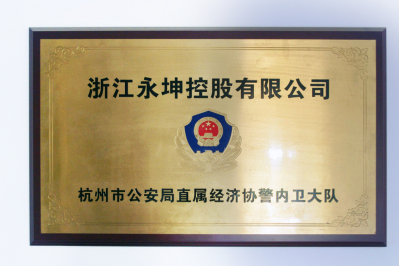 浙江永坤控股有限公司
杭州市公安局直属经济协警内卫大队